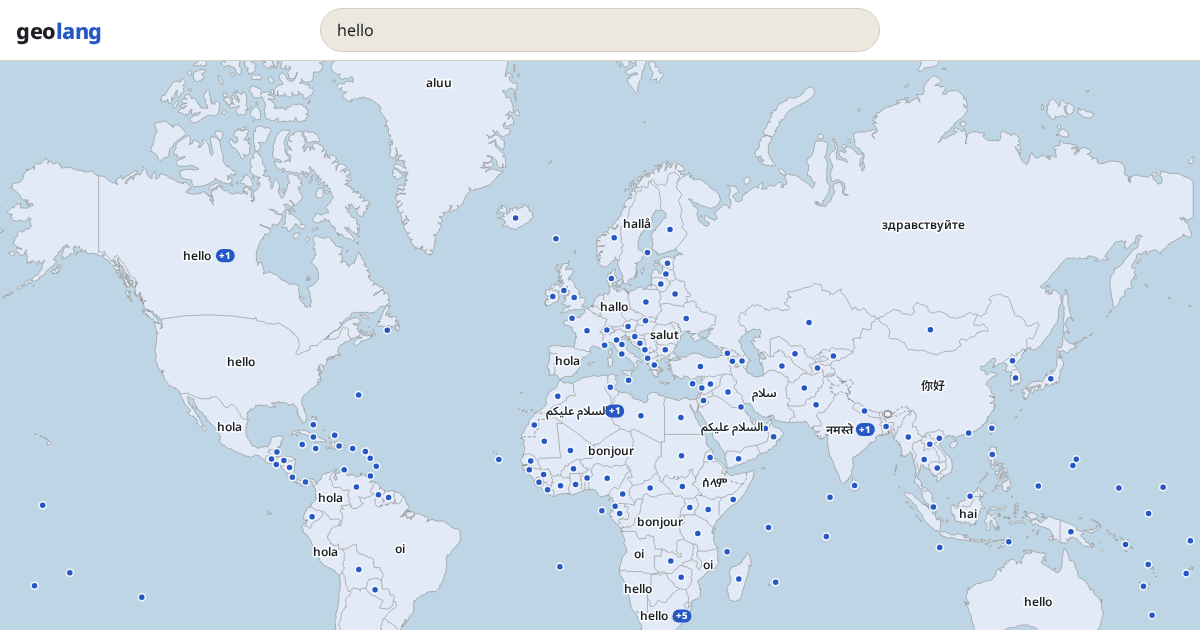 geolang
hello
aluu
hallå
здравствуйте
hello +1
hallo
salut
hello
hola
你好
سلام
السلام عليكم +1
hola
السلام عليكم
नमस्ते +1
bonjour
ሰላም
hola
hai
bonjour
oi
hola
oi
oi
hello
hello
hello +5